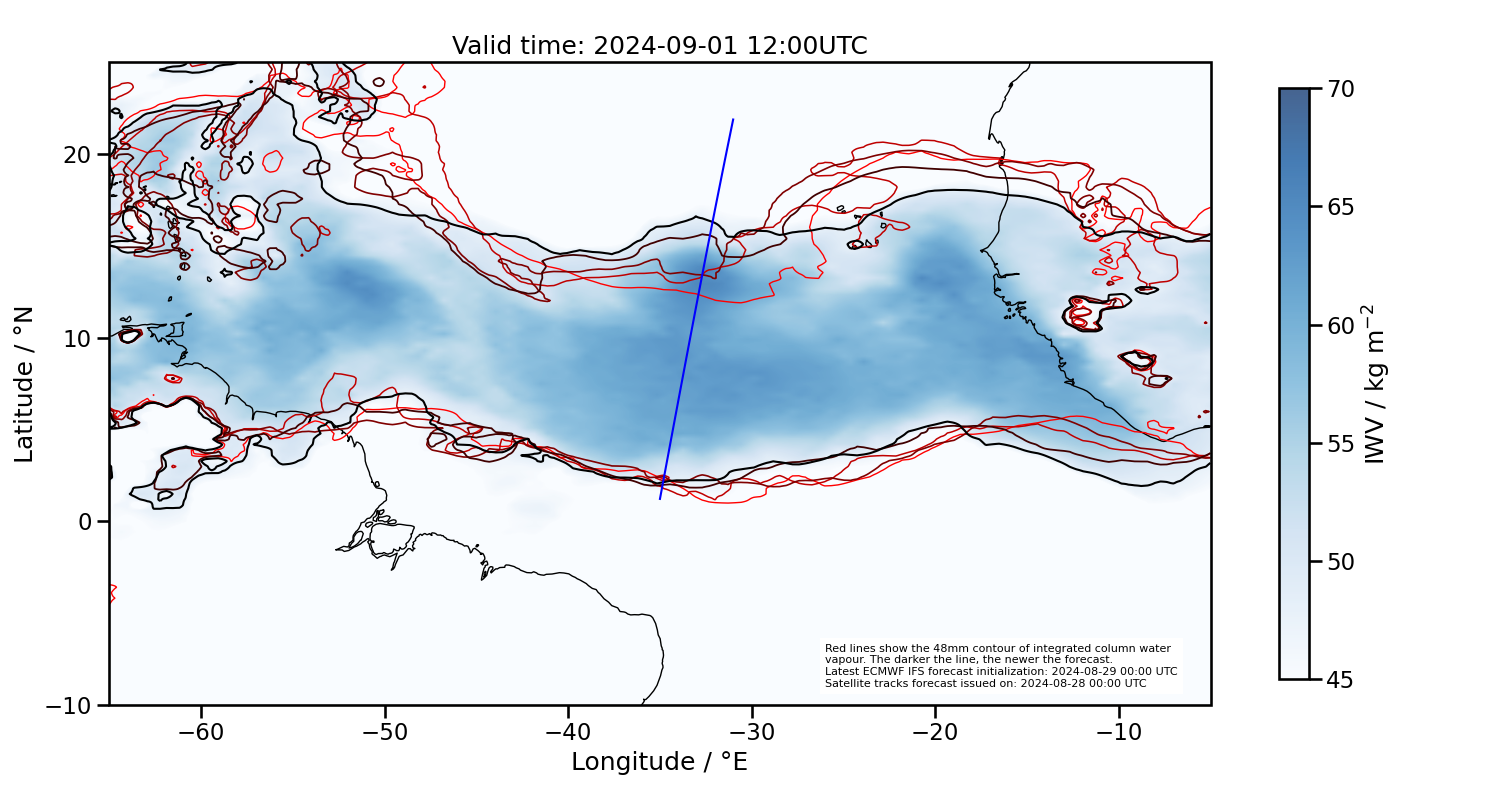 Valid time: 2024-09-01 12:00UTC
20
10
0
−10
Latitude / °N
−60
−50
−40
−30
−20
−10
Longitude / °E
Red lines show the 48mm contour of integrated column water
vapour. The darker the line, the newer the forecast.
Latest ECMWF IFS forecast initialization: 2024-08-29 00:00 UTC
Satellite tracks forecast issued on: 2024-08-28 00:00 UTC
70
65
60
55
50
45
IWV / kg m⁻²